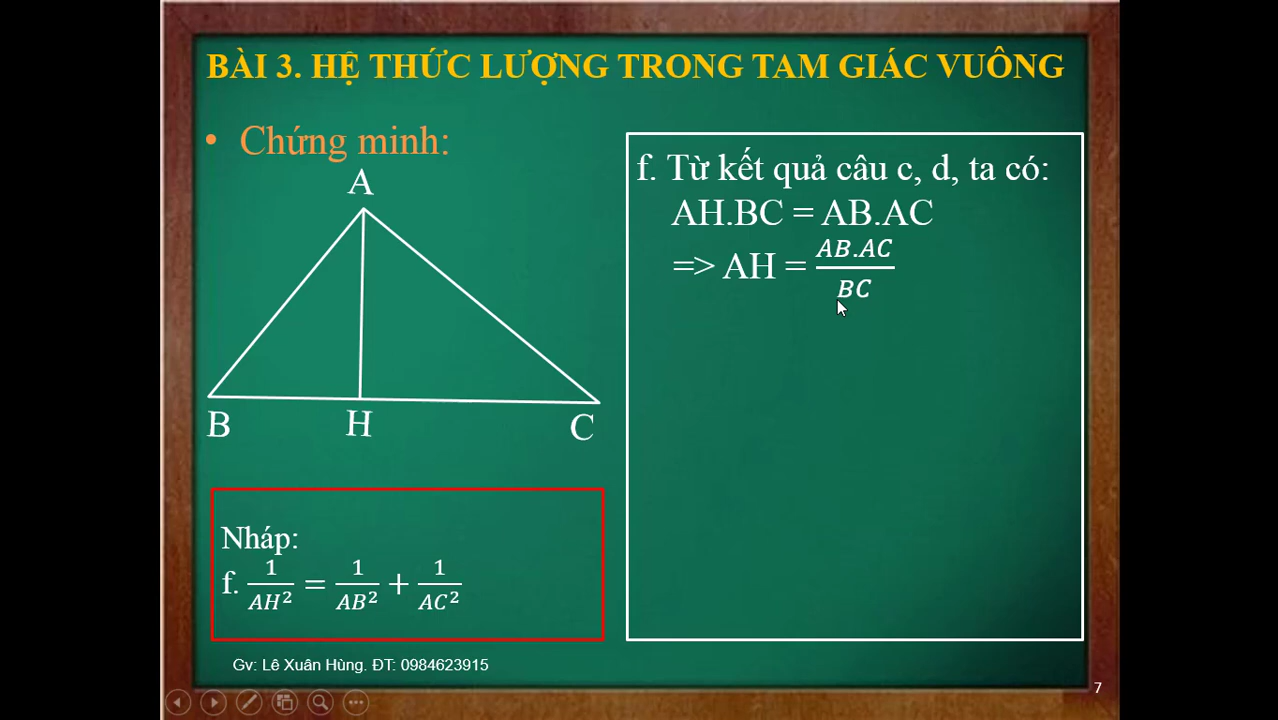 BÀI 3. HỆ THỨC LƯỢNG TRONG TAM GIÁC VUÔNG
• Chứng minh:
A
B H C
Nháp:
f. 1/AH² = 1/AB² + 1/AC²
f. Từ kết quả câu c, d, ta có:
AH.BC = AB.AC
=> AH = AB.AC/BC
Gv: Lê Xuân Hùng. ĐT: 0984623915
7